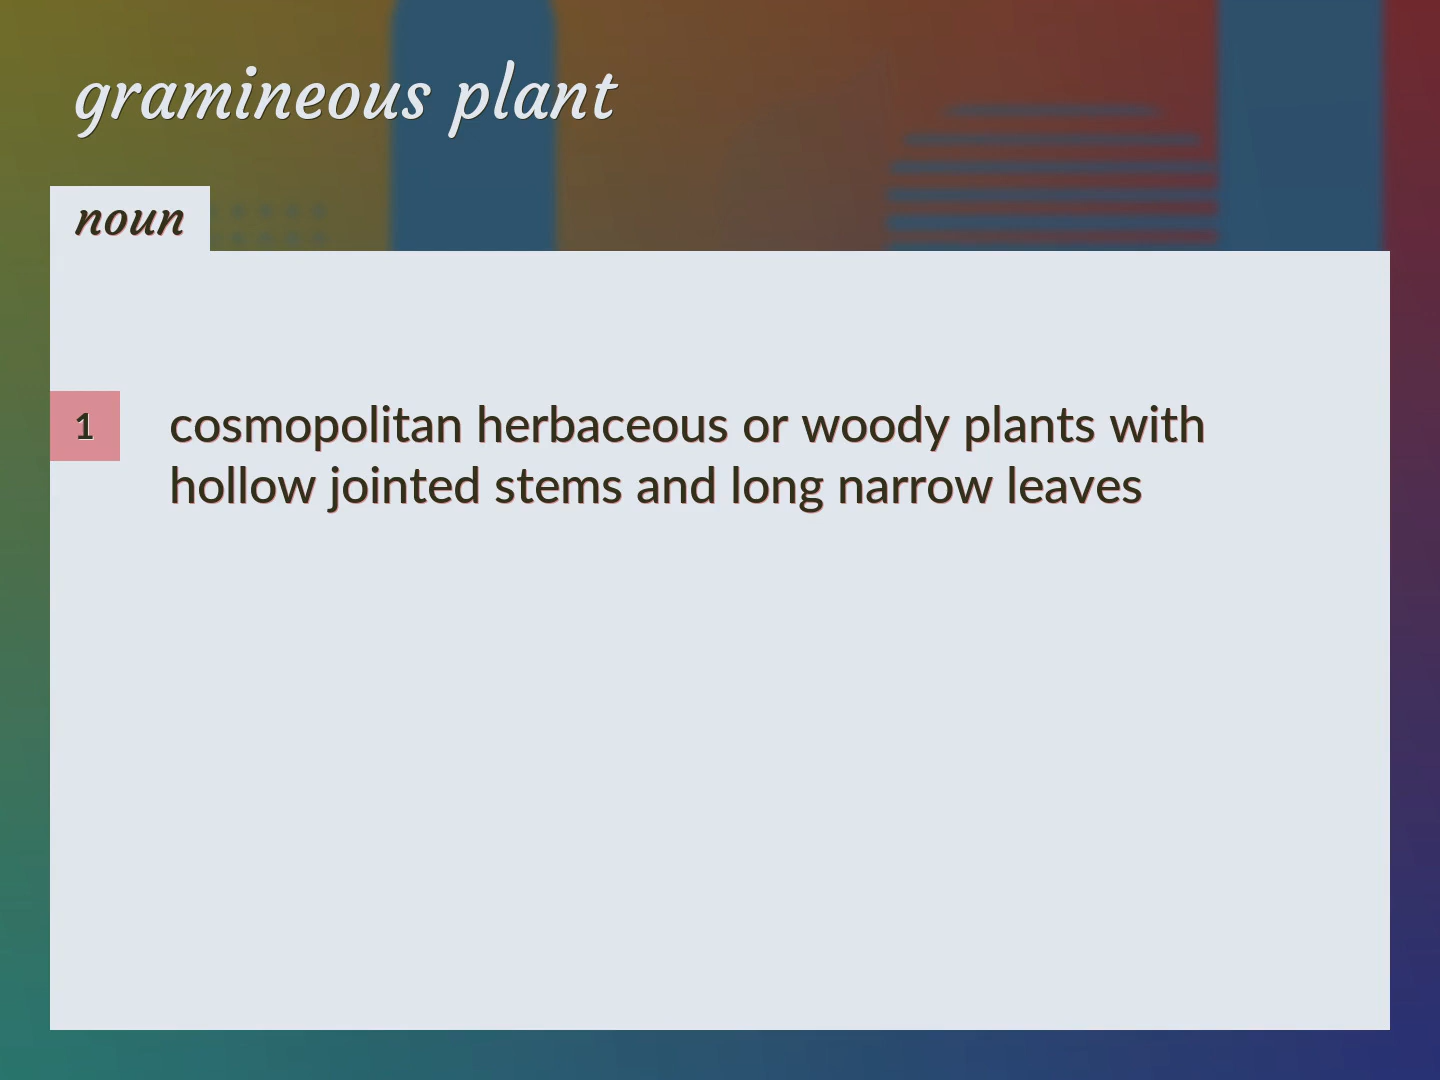 gramineous plant
noun
1
cosmopolitan herbaceous or woody plants with
hollow jointed stems and long narrow leaves